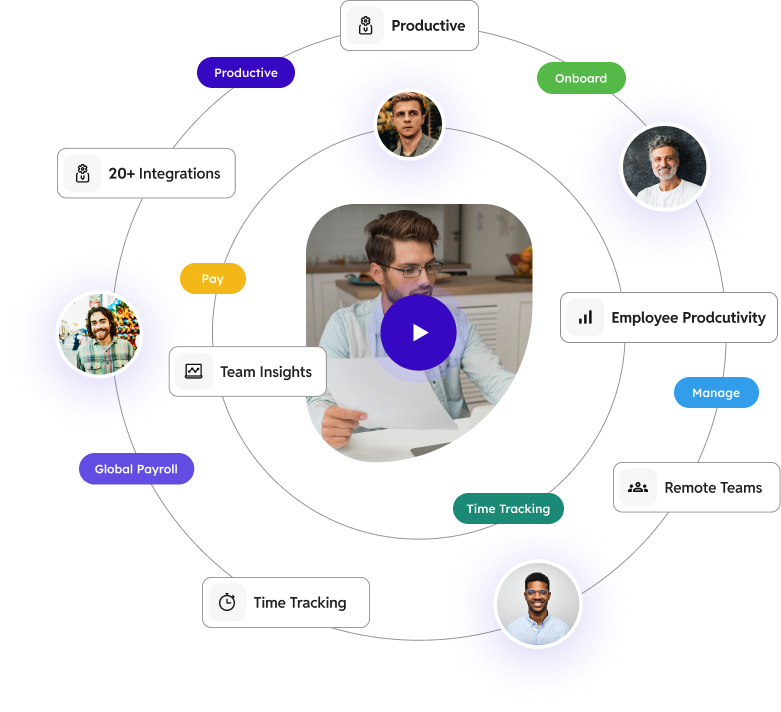 Productive
Productive
Onboard
20+ Integrations
Pay
Employee Prodcutivity
Team Insights
Manage
Global Payroll
Remote Teams
Time Tracking
Time Tracking